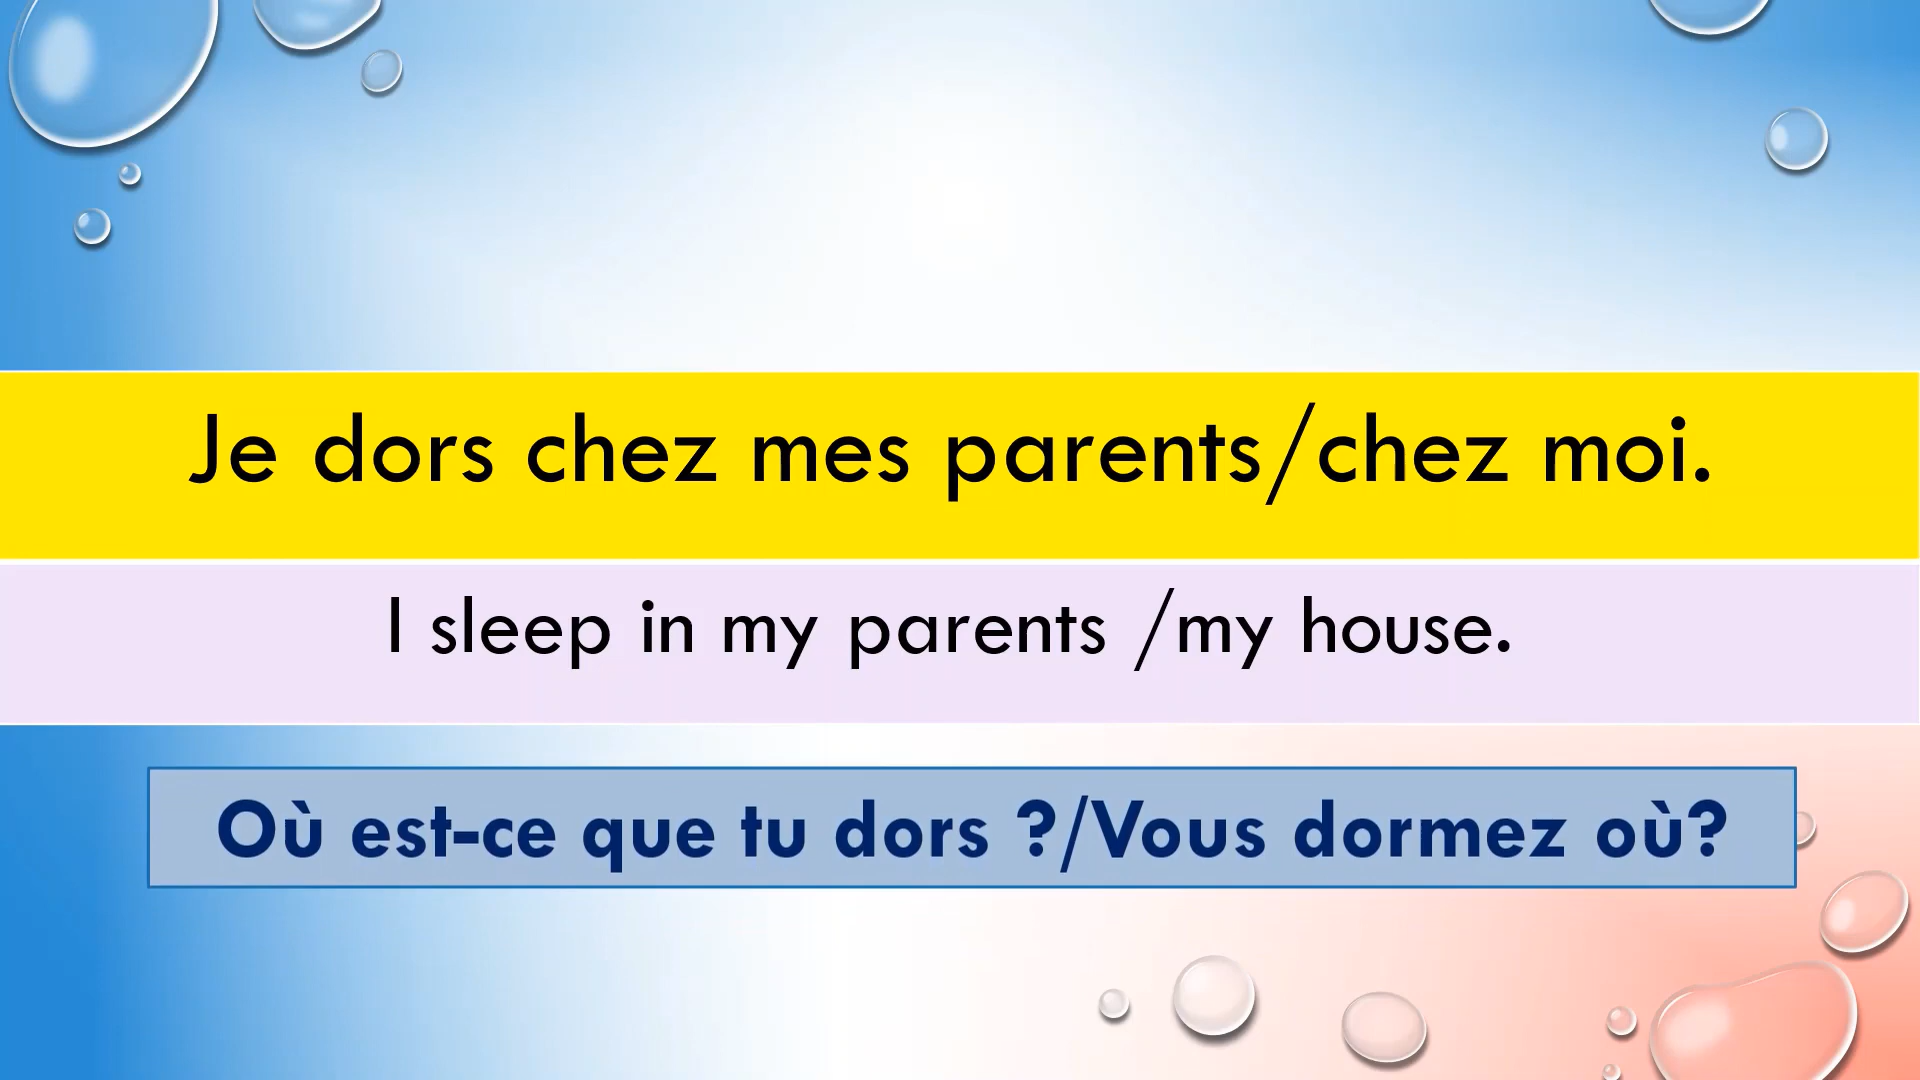 Je dors chez mes parents/chez moi.
I sleep in my parents /my house.
Où est-ce que tu dors ?/Vous dormez où?